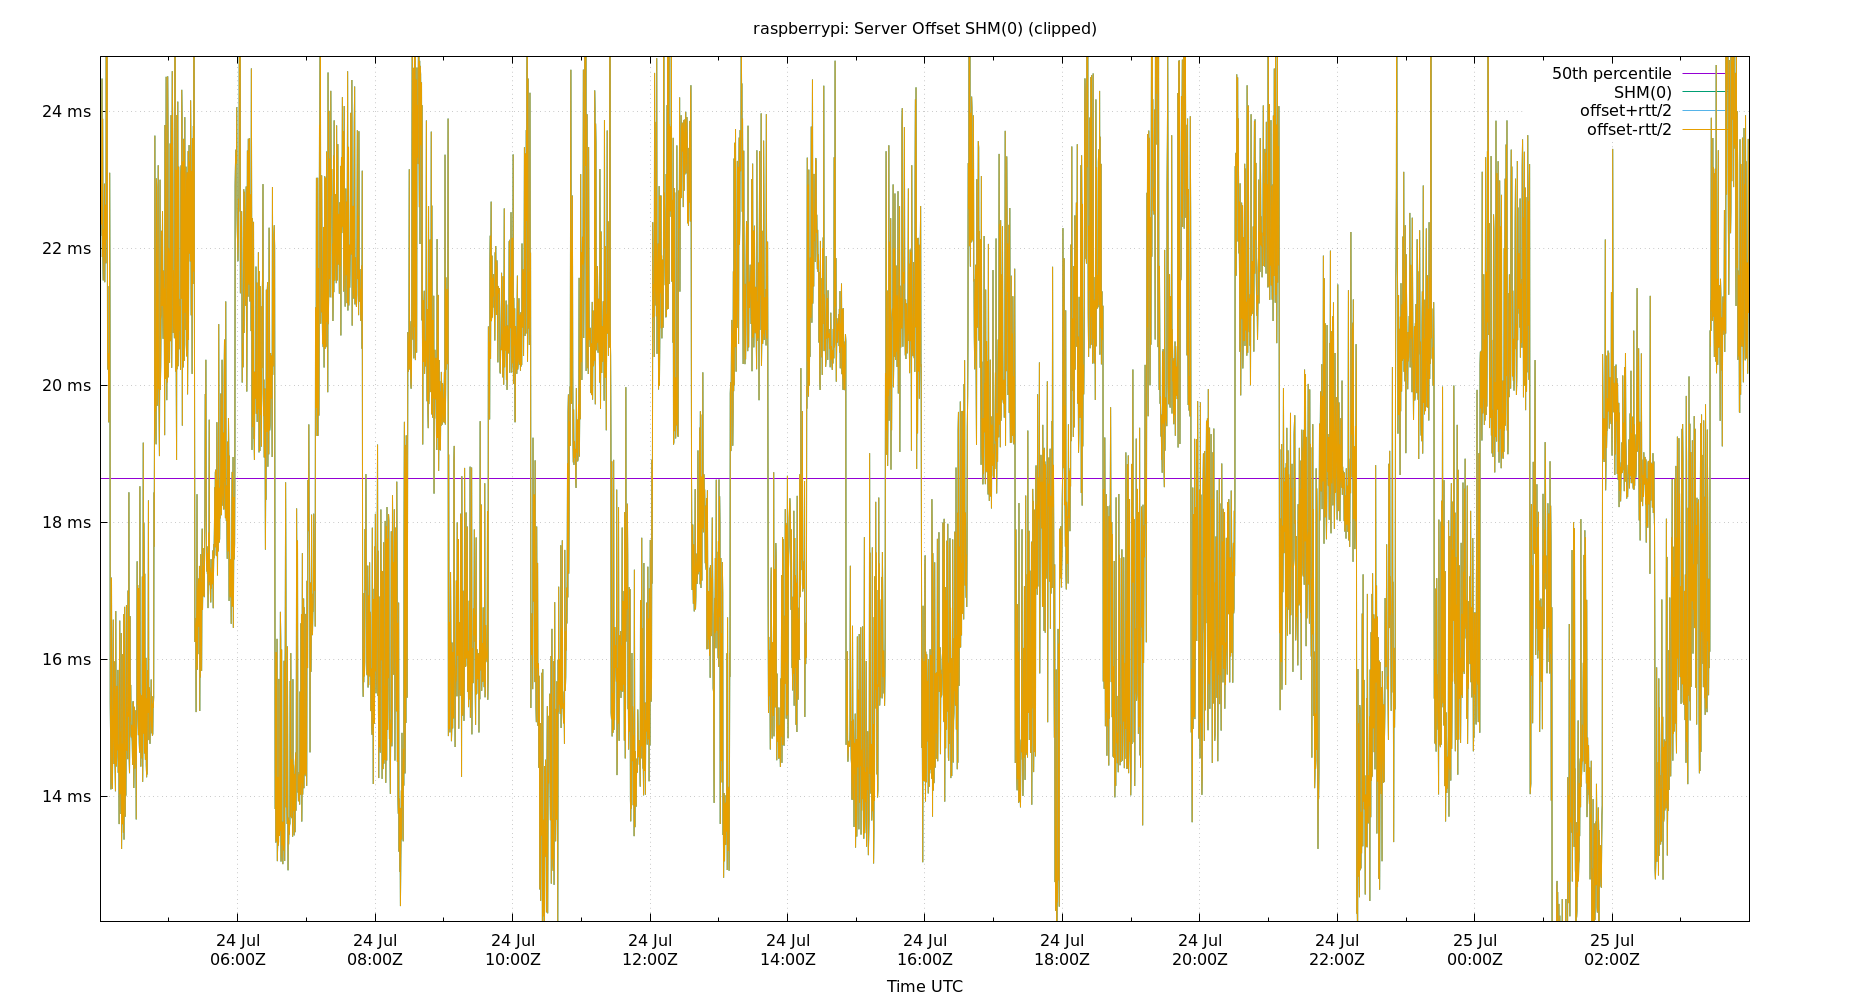 raspberrypi: Server Offset SHM(0) (clipped)
50th percentile
SHM(0)
offset+rtt/2
offset-rtt/2
24 ms
22 ms
20 ms
18 ms
16 ms
14 ms
24 Jul 24 Jul 24 Jul 24 Jul 24 Jul 24 Jul 24 Jul 24 Jul 24 Jul 25 Jul 25 Jul
06:00Z 08:00Z 10:00Z 12:00Z 14:00Z 16:00Z 18:00Z 20:00Z 22:00Z 00:00Z 02:00Z
Time UTC